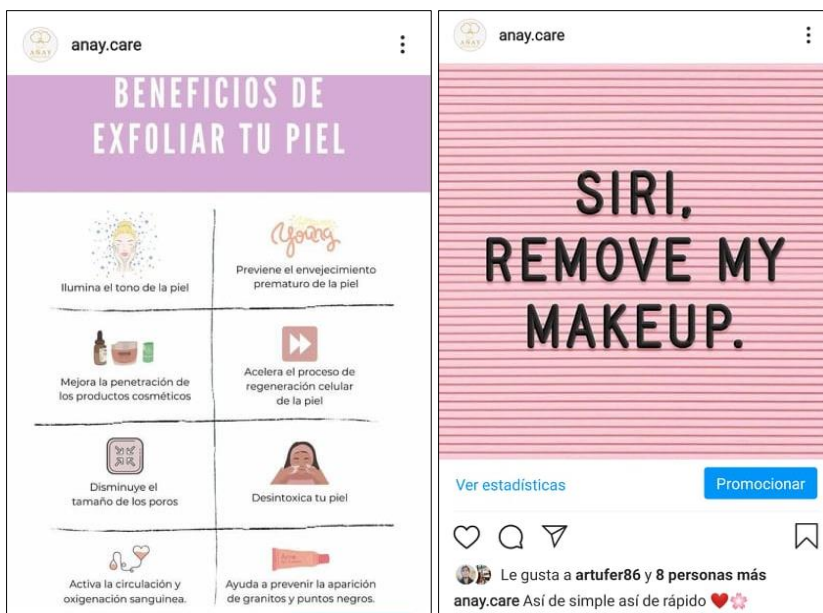 anay.care
BENEFICIOS DE
EXFOLIAR TU PIEL
Ilumina el tono de la piel
Young
Previene el envejecimiento
prematuro de la piel
Mejora la penetración de
los productos cosméticos
Acelera el proceso de
regeneración celular
de la piel
Disminuye el
tamaño de los poros
Desintoxica tu piel
Activa la circulación y
oxigenación sanguinea.
Ayuda a prevenir la aparición
de granitos y puntos negros.
anay.care
SIRI,
REMOVE MY
MAKEUP.
Ver estadísticas
Promocionar
Le gusta a artufer86 y 8 personas más
anay.care Así de simple así de rápido ❤️🌸